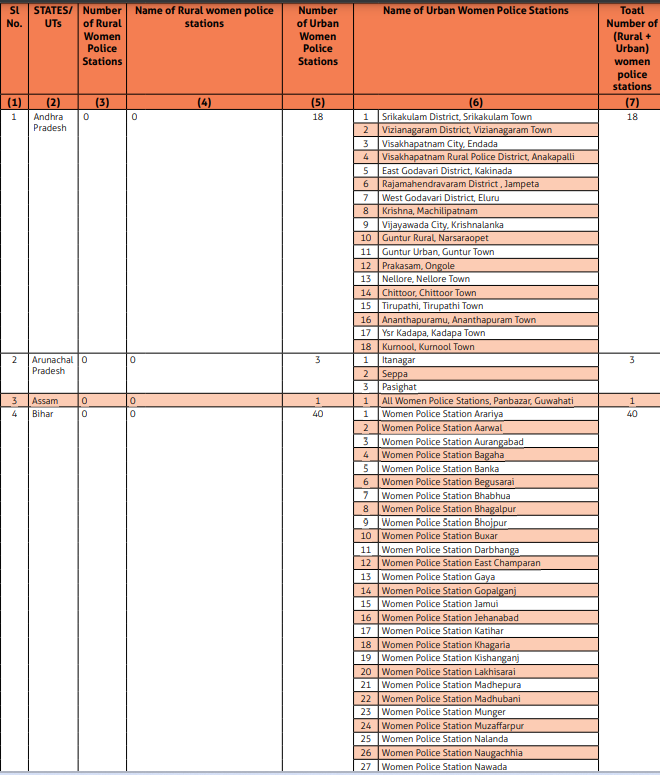 Sl No. STATES/ UTs Number of Rural Women Police Stations Name of Rural women police stations Number of Urban Women Police Stations Name of Urban Women Police Stations Toatl Number of (Rural + Urban) women police stations
(1) (2) (3) (4) (5) (6) (7)
1 Andhra Pradesh 0 0 18 1 Srikakulam District, Srikakulam Town 18
2 Vizianagaram District, Vizianagaram Town
3 Visakhapatnam City, Endada
4 Visakhapatnam Rural Police District, Anakapalli
5 East Godavari District, Kakinada
6 Rajamahendravaram District , Jampeta
7 West Godavari District, Eluru
8 Krishna, Machilipatnam
9 Vijayawada City, Krishnalanka
10 Guntur Rural, Narsaraopet
11 Guntur Urban, Guntur Town
12 Prakasam, Ongole
13 Nellore, Nellore Town
14 Chittoor, Chittoor Town
15 Tirupathi, Tirupathi Town
16 Ananthapuramu, Ananthapuram Town
17 Ysr Kadapa, Kadapa Town
18 Kurnool, Kurnool Town
2 Arunachal Pradesh 0 0 3 1 Itanagar 3
2 Seppa
3 Pasighat
3 Assam 0 0 1 1 All Women Police Stations, Panbazar, Guwahati 1
4 Bihar 0 0 40 1 Women Police Station Arariya 40
2 Women Police Station Aarwal
3 Women Police Station Aurangabad
4 Women Police Station Bagaha
5 Women Police Station Banka
6 Women Police Station Begusarai
7 Women Police Station Bhabhua
8 Women Police Station Bhagalpur
9 Women Police Station Bhojpur
10 Women Police Station Buxar
11 Women Police Station Darbhanga
12 Women Police Station East Champaran
13 Women Police Station Gaya
14 Women Police Station Gopalganj
15 Women Police Station Jamui
16 Women Police Station Jehanabad
17 Women Police Station Katihar
18 Women Police Station Khagaria
19 Women Police Station Kishanganj
20 Women Police Station Lakhisarai
21 Women Police Station Madhepura
22 Women Police Station Madhubani
23 Women Police Station Munger
24 Women Police Station Muzaffarpur
25 Women Police Station Nalanda
26 Women Police Station Naugachhia
27 Women Police Station Nawada